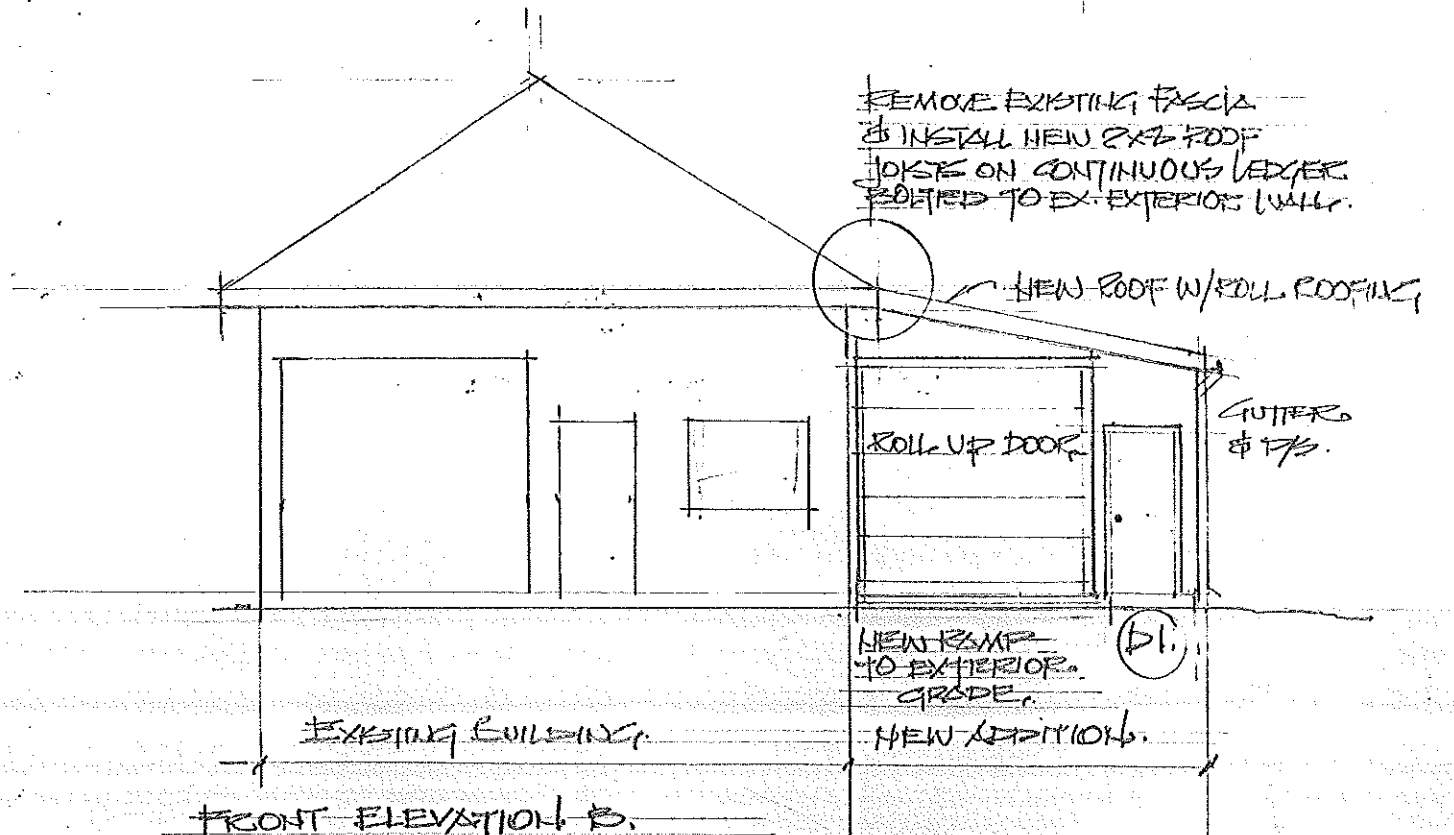 REMOVE EXISTING FASCIA
& INSTALL NEW 2X6 ROOF
JOISTS ON CONTINUOUS LEDGER
BOLTED TO EX. EXTERIOR WALL.
NEW ROOF W/ROLL ROOFING
GUTTER
& D/S.
ROLL UP DOOR
NEW RAMP
TO EXTERIOR
GRADE.
D1.
EXISTING BUILDING.
NEW ADDITION.
FRONT ELEVATION B.